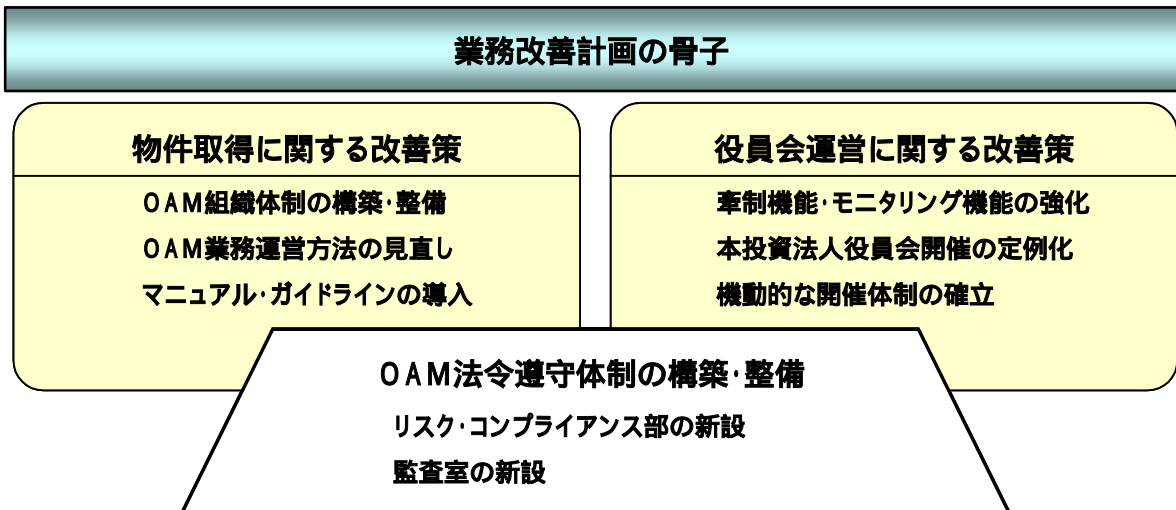 業務改善計画の骨子
物件取得に関する改善策
OAM組織体制の構築・整備
OAM業務運営方法の見直し
マニュアル・ガイドラインの導入
役員会運営に関する改善策
牽制機能・モニタリング機能の強化
本投資法人役員会開催の定例化
機動的な開催体制の確立
OAM法令遵守体制の構築・整備
リスク・コンプライアンス部の新設
監査室の新設